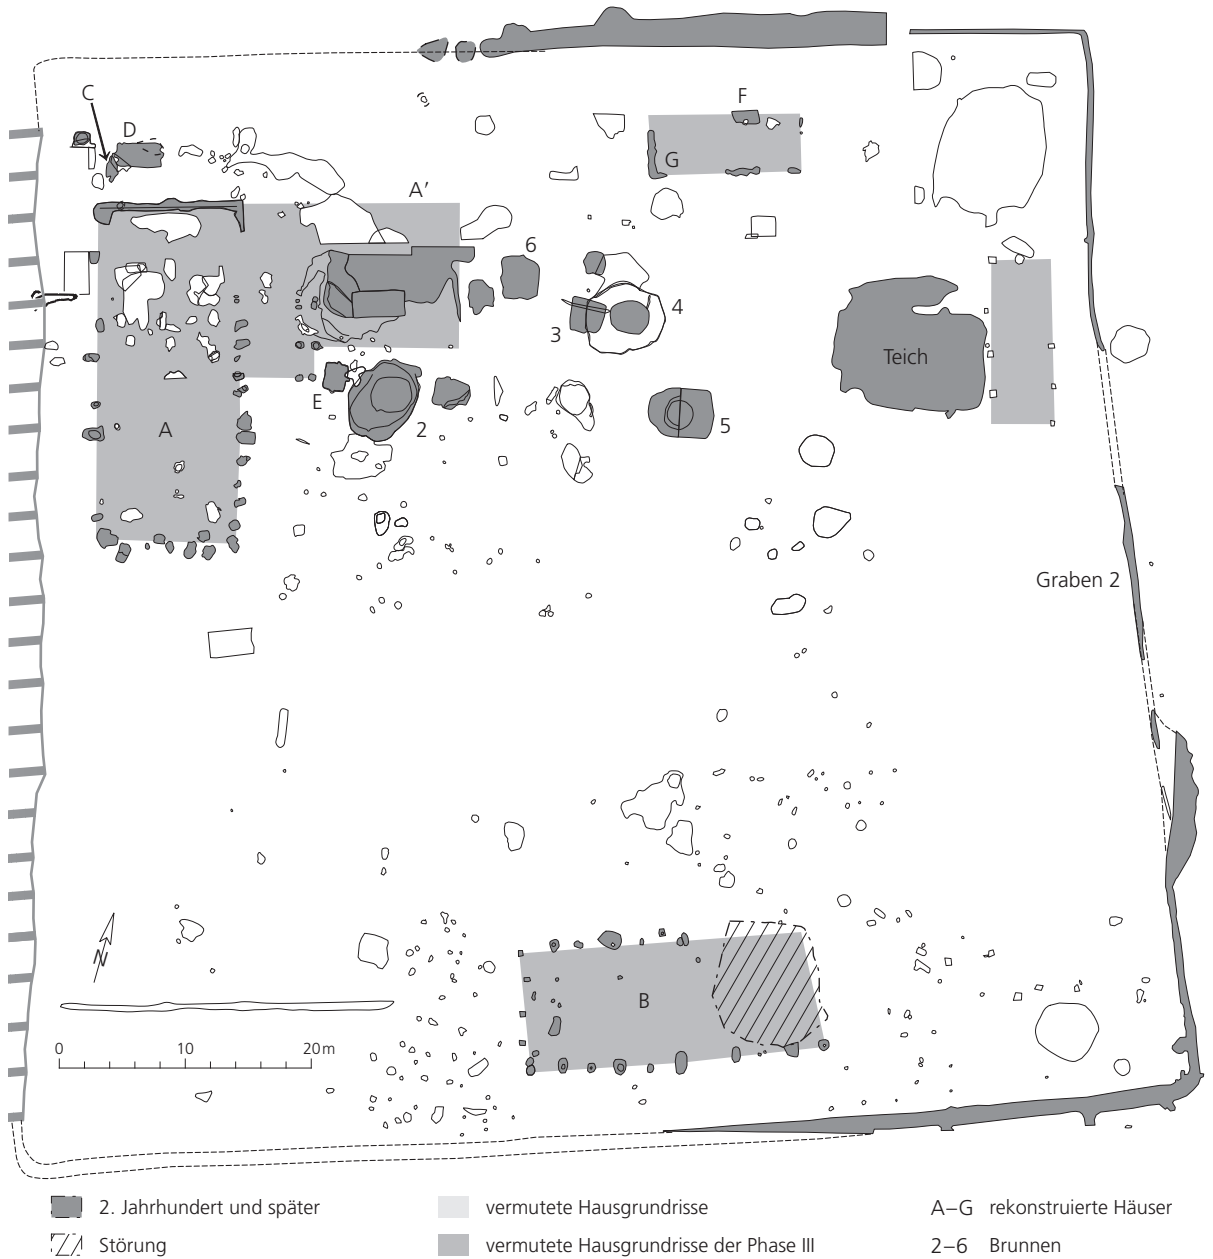 C
D
F
G
A′
6
4
3
Teich
E
2
5
A
Graben 2
N
B
0 10 20 m
2. Jahrhundert und später
vermutete Hausgrundrisse
A–G rekonstruierte Häuser
Störung
vermutete Hausgrundrisse der Phase III
2–6 Brunnen